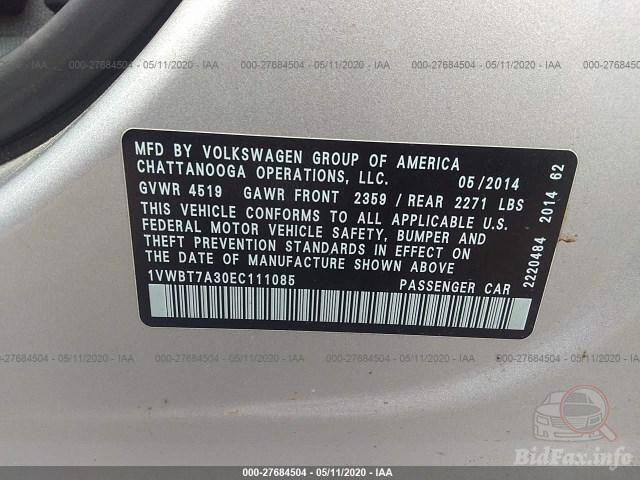 000-27684504 - 05/11/2020 - IAA
000-27684504 - 05/11/2020 - IAA
000-27684504 - 05/11/2020 - IAA
MFD BY VOLKSWAGEN GROUP OF AMERICA
CHATTANOOGA OPERATIONS, LLC. 05/2014
GVWR 4519 GAWR FRONT 2359 / REAR 2271 LBS
THIS VEHICLE CONFORMS TO ALL APPLICABLE U.S.
FEDERAL MOTOR VEHICLE SAFETY, BUMPER AND
THEFT PREVENTION STANDARDS IN EFFECT ON
THE DATE OF MANUFACTURE SHOWN ABOVE
1VWBT7A30EC111085 PASSENGER CAR
2220484 2014 62
000-27684504 - 05/11/2020 - IAA
000-27684504 - 05/11/2020 - IAA
000-27684504 - 05/11/2020 - IAA
BidFax.info
000-27684504 - 05/11/2020 - IAA